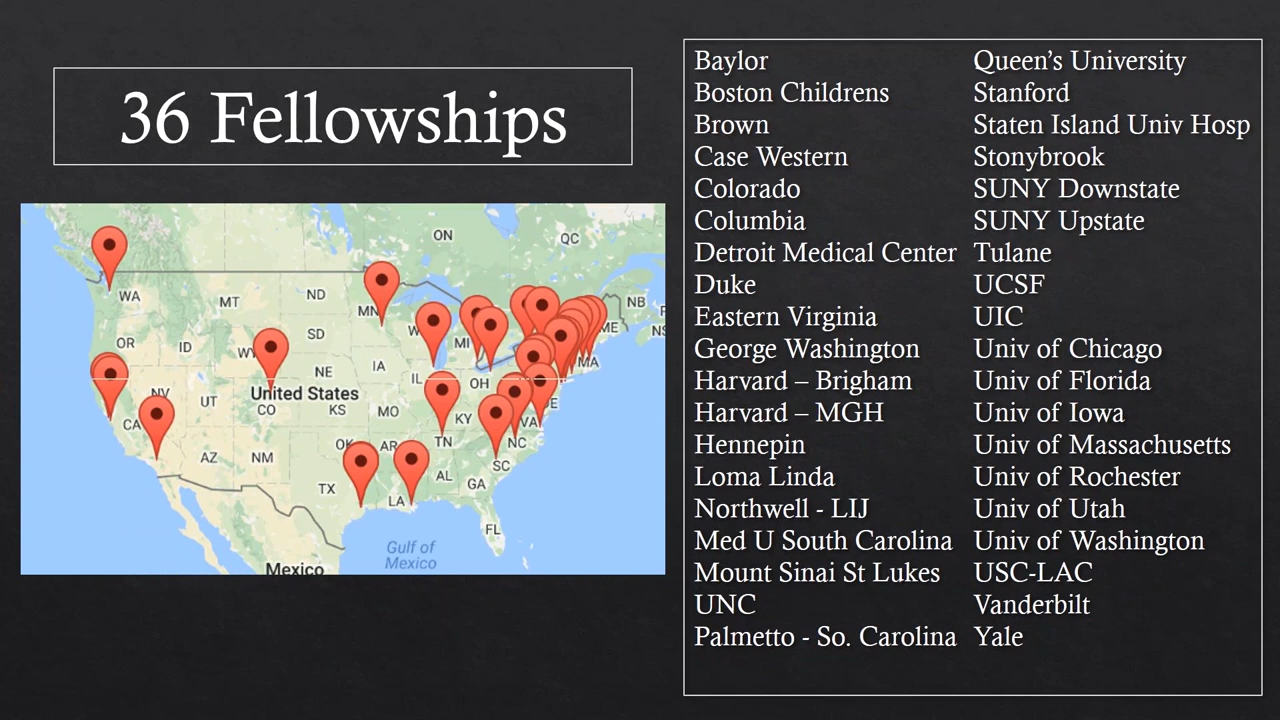 36 Fellowships
Baylor
Boston Childrens
Brown
Case Western
Colorado
Columbia
Detroit Medical Center
Duke
Eastern Virginia
George Washington
Harvard – Brigham
Harvard – MGH
Hennepin
Loma Linda
Northwell - LIJ
Med U South Carolina
Mount Sinai St Lukes
UNC
Palmetto - So. Carolina
Queen’s University
Stanford
Staten Island Univ Hosp
Stonybrook
SUNY Downstate
SUNY Upstate
Tulane
UCSF
UIC
Univ of Chicago
Univ of Florida
Univ of Iowa
Univ of Massachusetts
Univ of Rochester
Univ of Utah
Univ of Washington
USC-LAC
Vanderbilt
Yale
ON
QC
WA
MT
ND
MN
NB
ME
OR
ID
SD
MI
MA
NE
IA
IL
OH
NV
UT
United States
CO
KS
MO
KY
VA
CA
AZ
NM
OK
AR
TN
NC
SC
TX
LA
AL
GA
FL
Gulf of
Mexico
Mexico